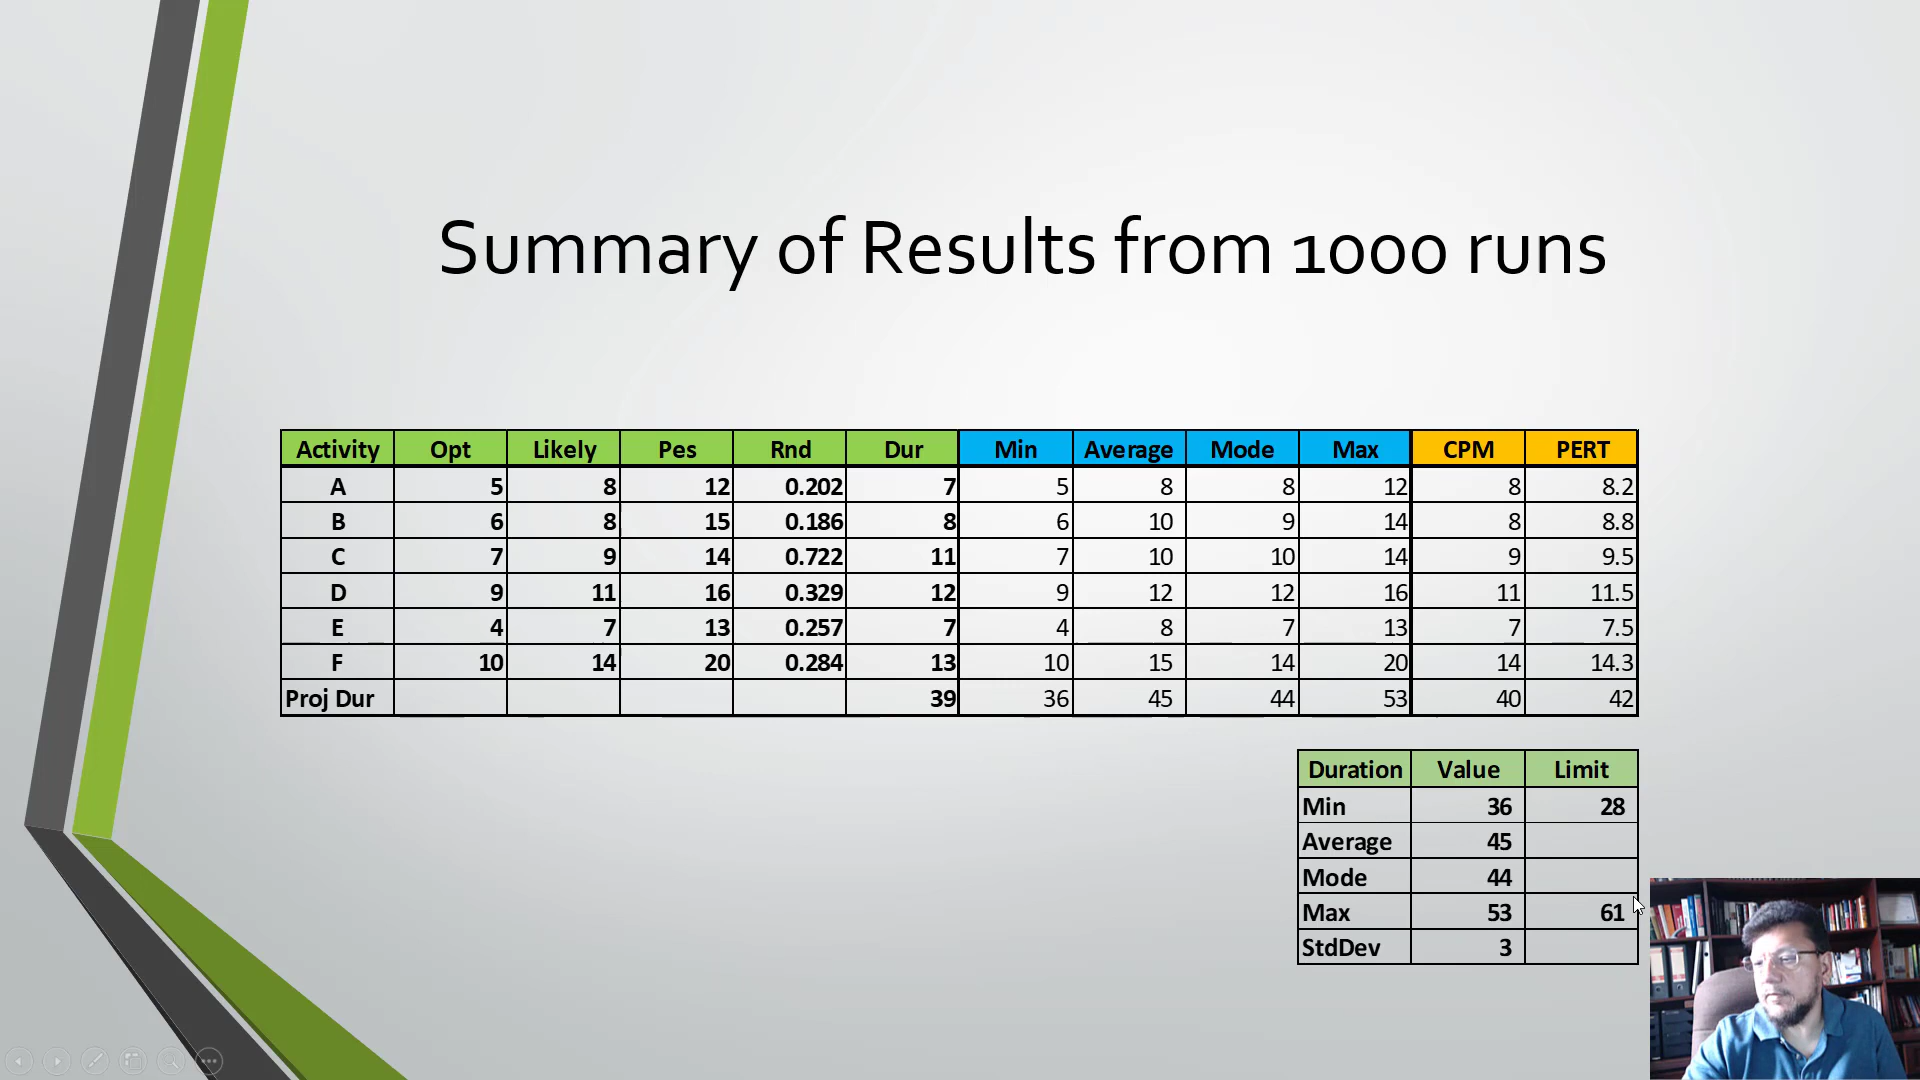 Summary of Results from 1000 runs
Activity Opt Likely Pes Rnd Dur Min Average Mode Max CPM PERT
A 5 8 12 0.202 7 5 8 8 12 8 8.2
B 6 8 15 0.186 8 6 10 9 14 8 8.8
C 7 9 14 0.722 11 7 10 10 14 9 9.5
D 9 11 16 0.329 12 9 12 12 16 11 11.5
E 4 7 13 0.257 7 4 8 7 13 7 7.5
F 10 14 20 0.284 13 10 15 14 20 14 14.3
Proj Dur 39 36 45 44 53 40 42
Duration Value Limit
Min 36 28
Average 45
Mode 44
Max 53 61
StdDev 3